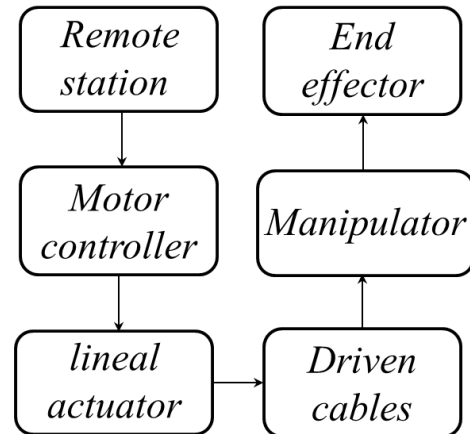 Remote
station
Motor
controller
lineal
actuator
Driven
cables
Manipulator
End
effector